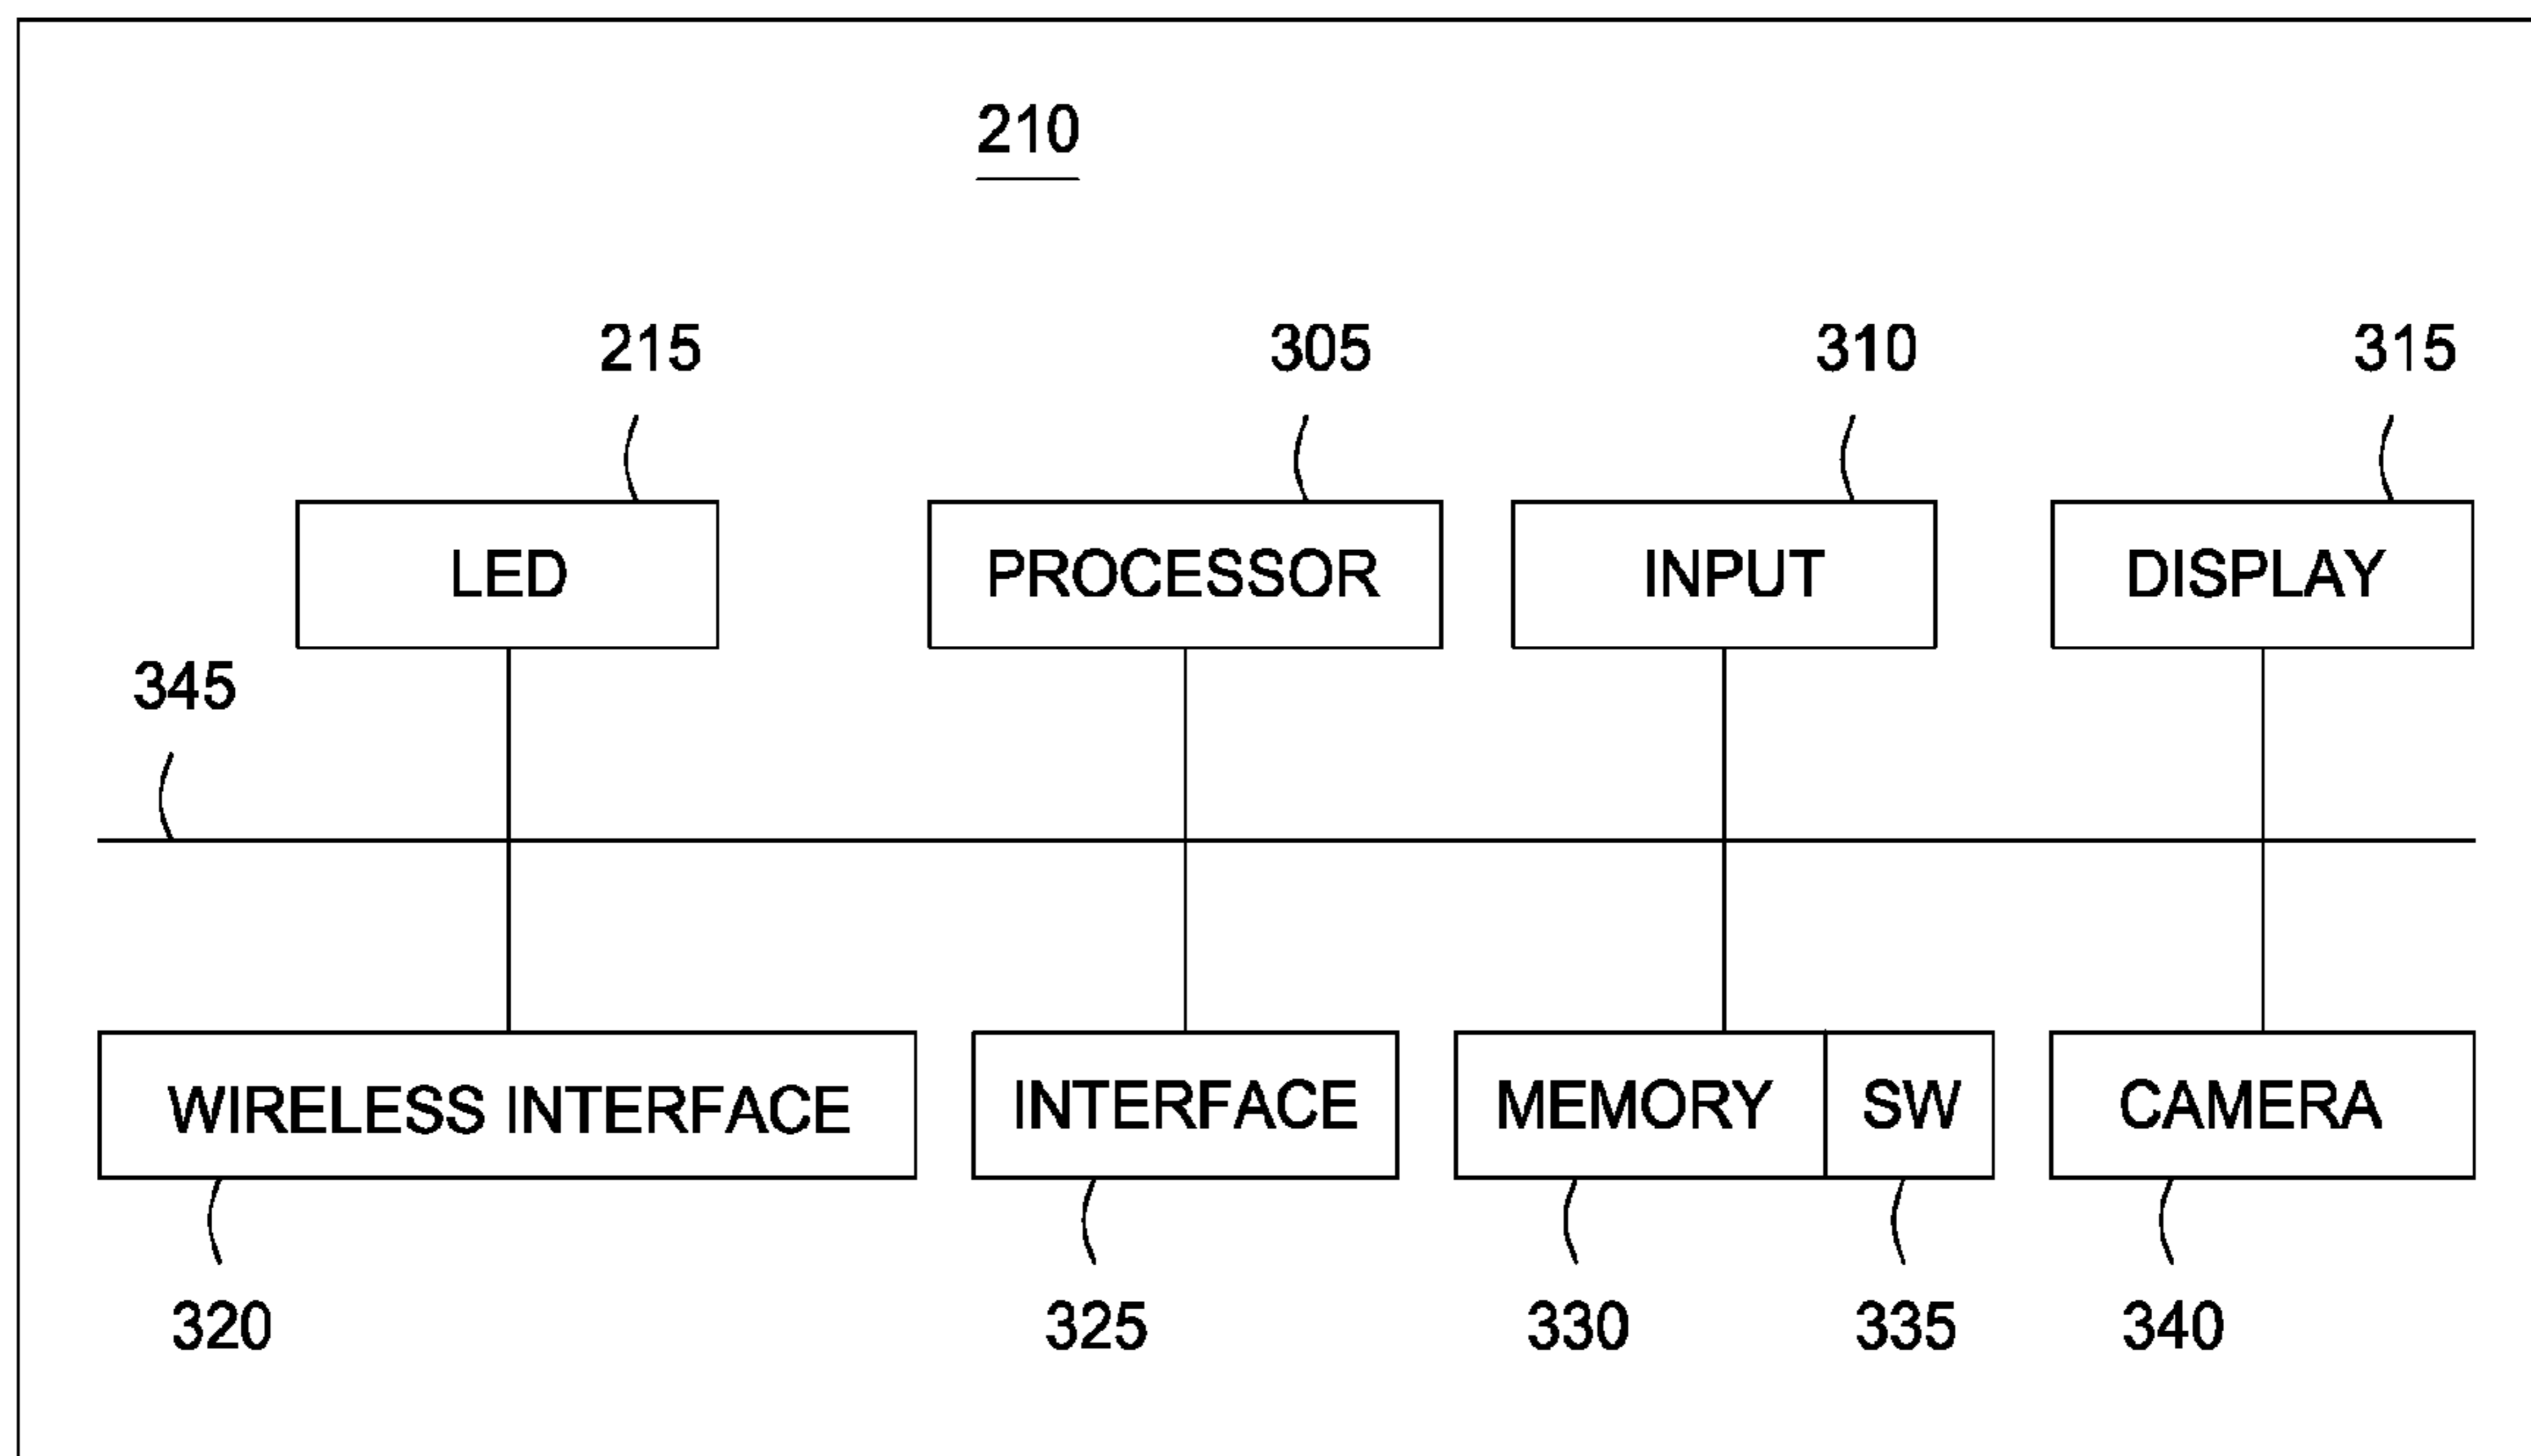 210
215 305 310 315
LED PROCESSOR INPUT DISPLAY
345
WIRELESS INTERFACE INTERFACE MEMORY SW CAMERA
320 325 330 335 340